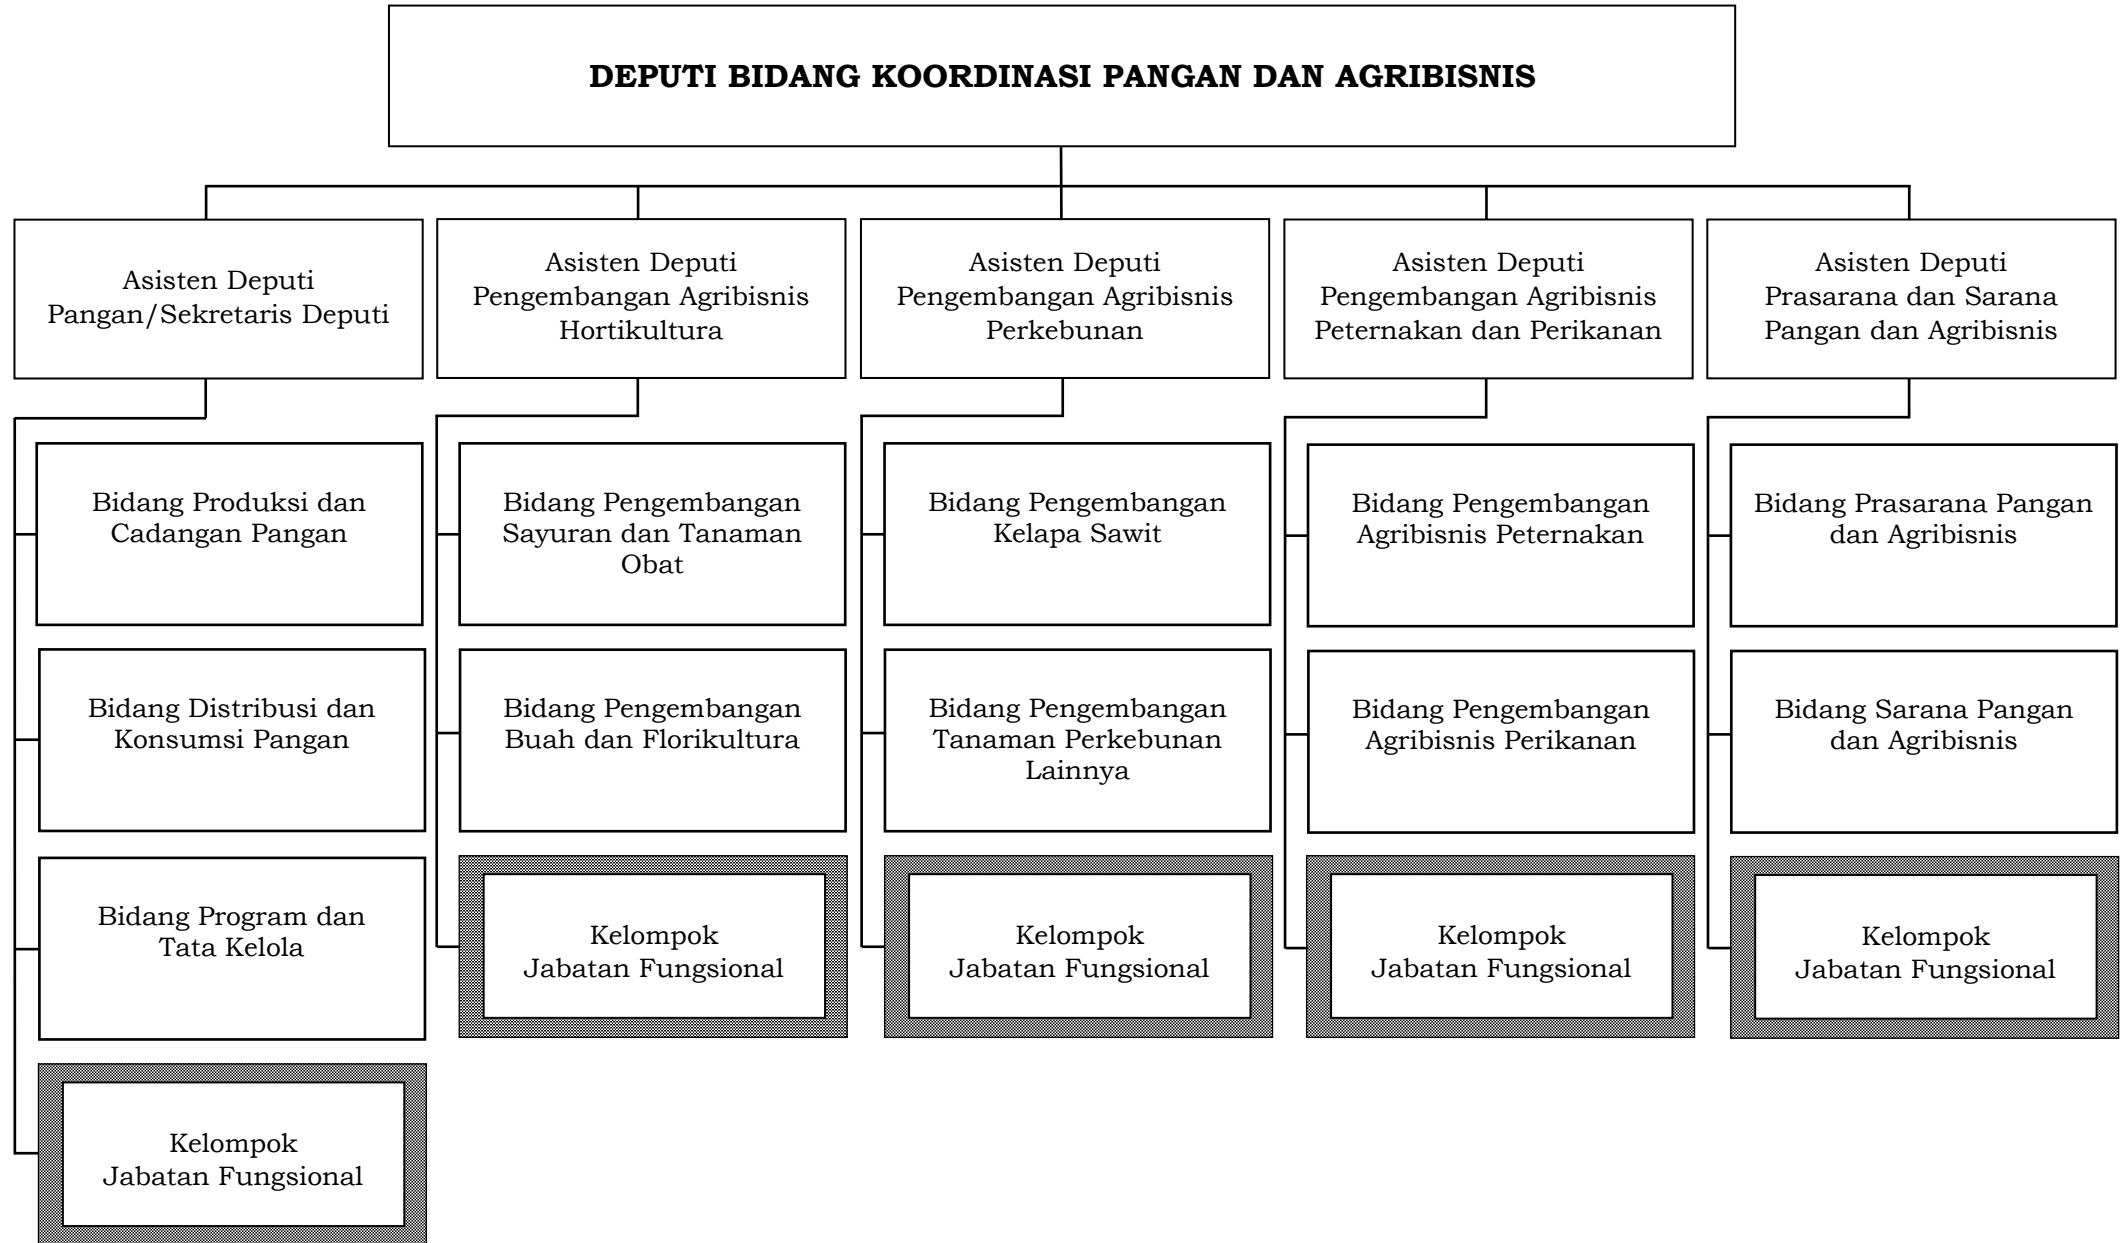 DEPUTI BIDANG KOORDINASI PANGAN DAN AGRIBISNIS
Asisten Deputi
Pangan/Sekretaris Deputi
Asisten Deputi
Pengembangan Agribisnis
Hortikultura
Asisten Deputi
Pengembangan Agribisnis
Perkebunan
Asisten Deputi
Pengembangan Agribisnis
Peternakan dan Perikanan
Asisten Deputi
Prasarana dan Sarana
Pangan dan Agribisnis
Bidang Produksi dan
Cadangan Pangan
Bidang Pengembangan
Sayuran dan Tanaman
Obat
Bidang Pengembangan
Kelapa Sawit
Bidang Pengembangan
Agribisnis Peternakan
Bidang Prasarana Pangan
dan Agribisnis
Bidang Distribusi dan
Konsumsi Pangan
Bidang Pengembangan
Buah dan Florikultura
Bidang Pengembangan
Tanaman Perkebunan
Lainnya
Bidang Pengembangan
Agribisnis Perikanan
Bidang Sarana Pangan
dan Agribisnis
Bidang Program dan
Tata Kelola
Kelompok
Jabatan Fungsional
Kelompok
Jabatan Fungsional
Kelompok
Jabatan Fungsional
Kelompok
Jabatan Fungsional
Kelompok
Jabatan Fungsional